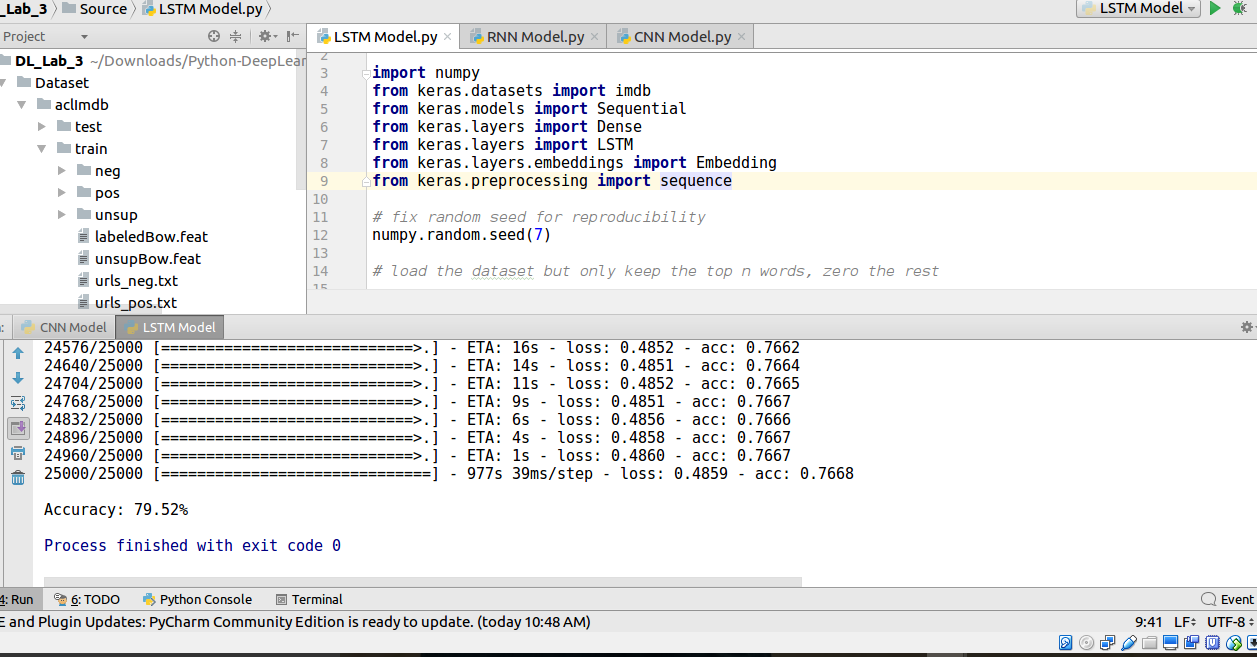 _Lab_3 Source LSTM Model.py LSTM Model
Project LSTM Model.py RNN Model.py CNN Model.py
DL_Lab_3 ~/Downloads/Python-DeepLear
Dataset
aclImdb
test
train
neg
pos
unsup
labeledBow.feat
unsupBow.feat
urls_neg.txt
urls_pos.txt
2
3 import numpy
4 from keras.datasets import imdb
5 from keras.models import Sequential
6 from keras.layers import Dense
7 from keras.layers import LSTM
8 from keras.layers.embeddings import Embedding
9 from keras.preprocessing import sequence
10
11 # fix random seed for reproducibility
12 numpy.random.seed(7)
13
14 # load the dataset but only keep the top n words, zero the rest
15
CNN Model LSTM Model
24576/25000 [============================>.] - ETA: 16s - loss: 0.4852 - acc: 0.7662
24640/25000 [============================>.] - ETA: 14s - loss: 0.4851 - acc: 0.7664
24704/25000 [============================>.] - ETA: 11s - loss: 0.4852 - acc: 0.7665
24768/25000 [============================>.] - ETA: 9s - loss: 0.4851 - acc: 0.7667
24832/25000 [============================>.] - ETA: 6s - loss: 0.4856 - acc: 0.7666
24896/25000 [============================>.] - ETA: 4s - loss: 0.4858 - acc: 0.7667
24960/25000 [============================>.] - ETA: 1s - loss: 0.4860 - acc: 0.7667
25000/25000 [==============================] - 977s 39ms/step - loss: 0.4859 - acc: 0.7668
Accuracy: 79.52%
Process finished with exit code 0
4: Run 6: TODO Python Console Terminal Event
E and Plugin Updates: PyCharm Community Edition is ready to update. (today 10:48 AM) 9:41 LF UTF-8